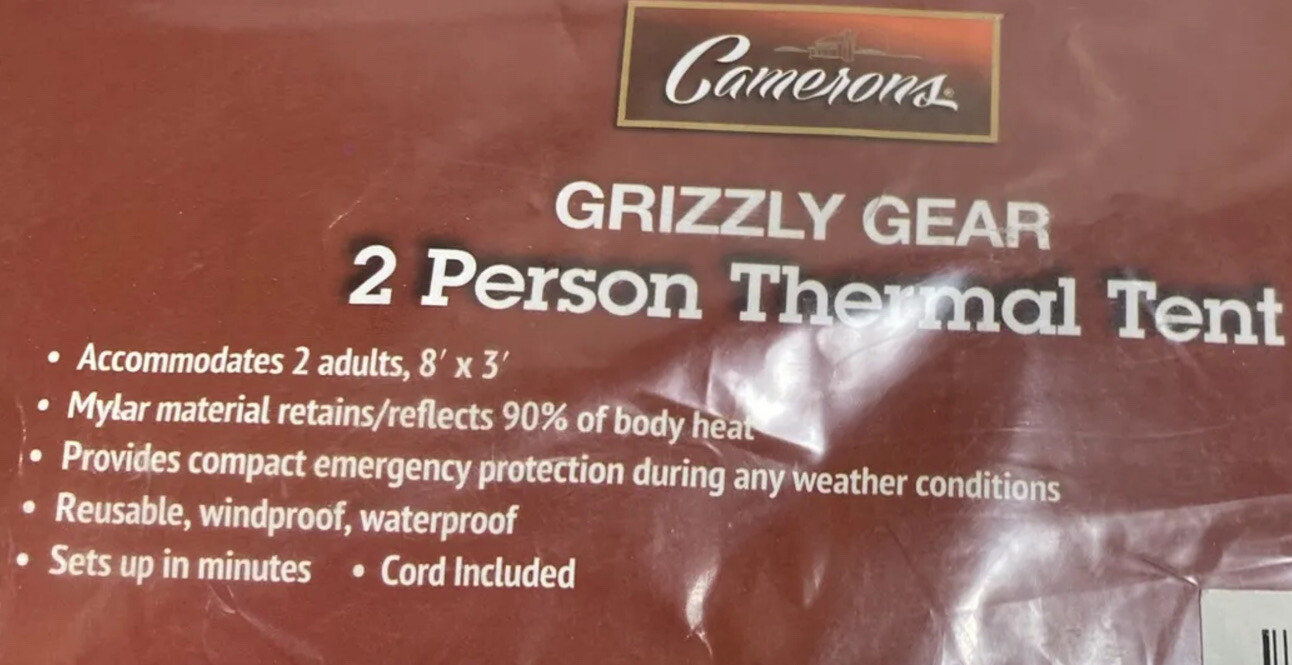 Camerons®
GRIZZLY GEAR
2 Person Thermal Tent
• Accommodates 2 adults, 8′ x 3′
• Mylar material retains/reflects 90% of body heat
• Provides compact emergency protection during any weather conditions
• Reusable, windproof, waterproof
• Sets up in minutes • Cord Included